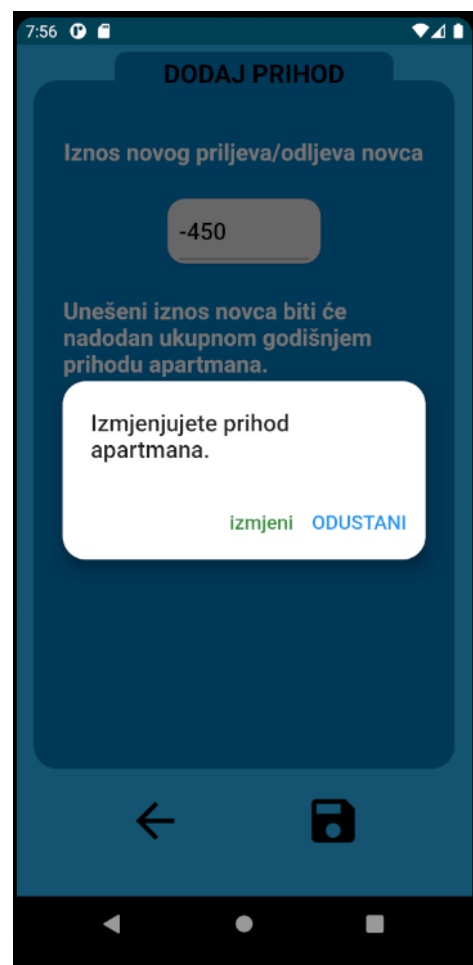 7:56
DODAJ PRIHOD
Iznos novog priljeva/odljeva novca
-450
Unešeni iznos novca biti će
nadodan ukupnom godišnjem
prihodu apartmana.
Izmjenjujete prihod
apartmana.
izmjeni ODUSTANI